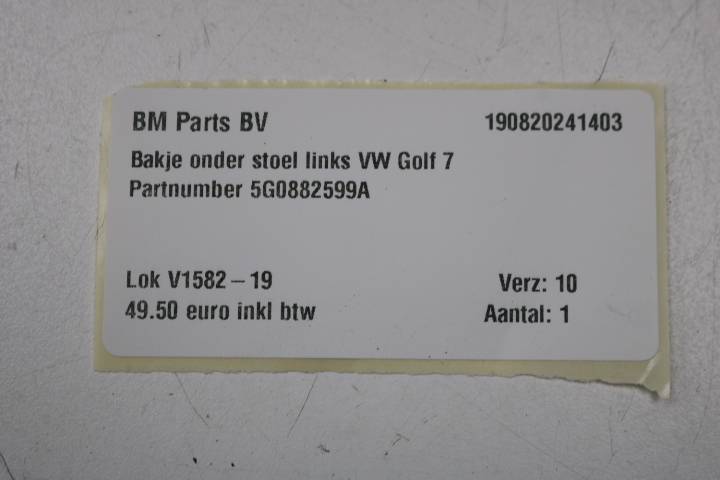 BM Parts BV 190820241403
Bakje onder stoel links VW Golf 7
Partnumber 5G0882599A
Lok V1582 – 19 Verz: 10
49.50 euro inkl btw Aantal: 1